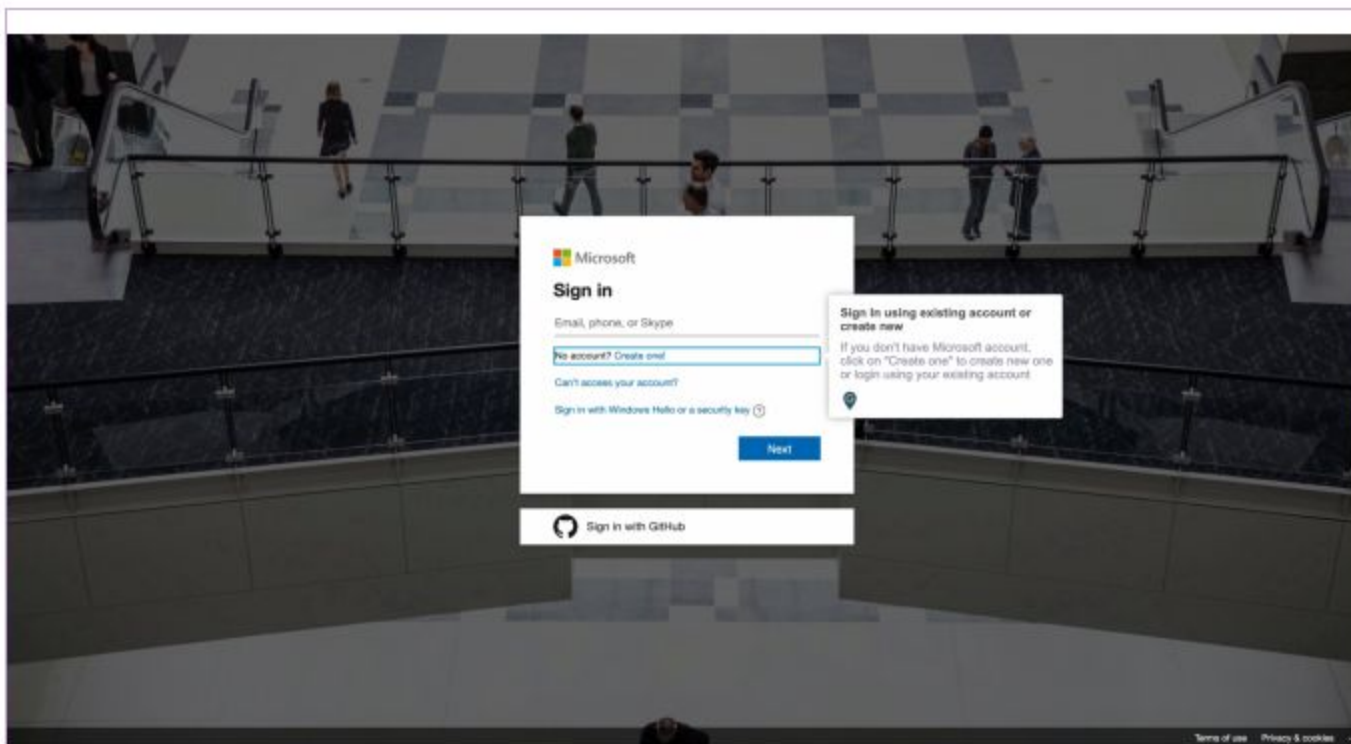 Microsoft
Sign in
Email, phone, or Skype
No account? Create one!
Can't access your account?
Sign in with Windows Hello or a security key
Next
Sign in with GitHub
Sign In using existing account or
create new
If you don't have Microsoft account,
click on "Create one" to create new one
or login using your existing account
Terms of use Privacy & cookies